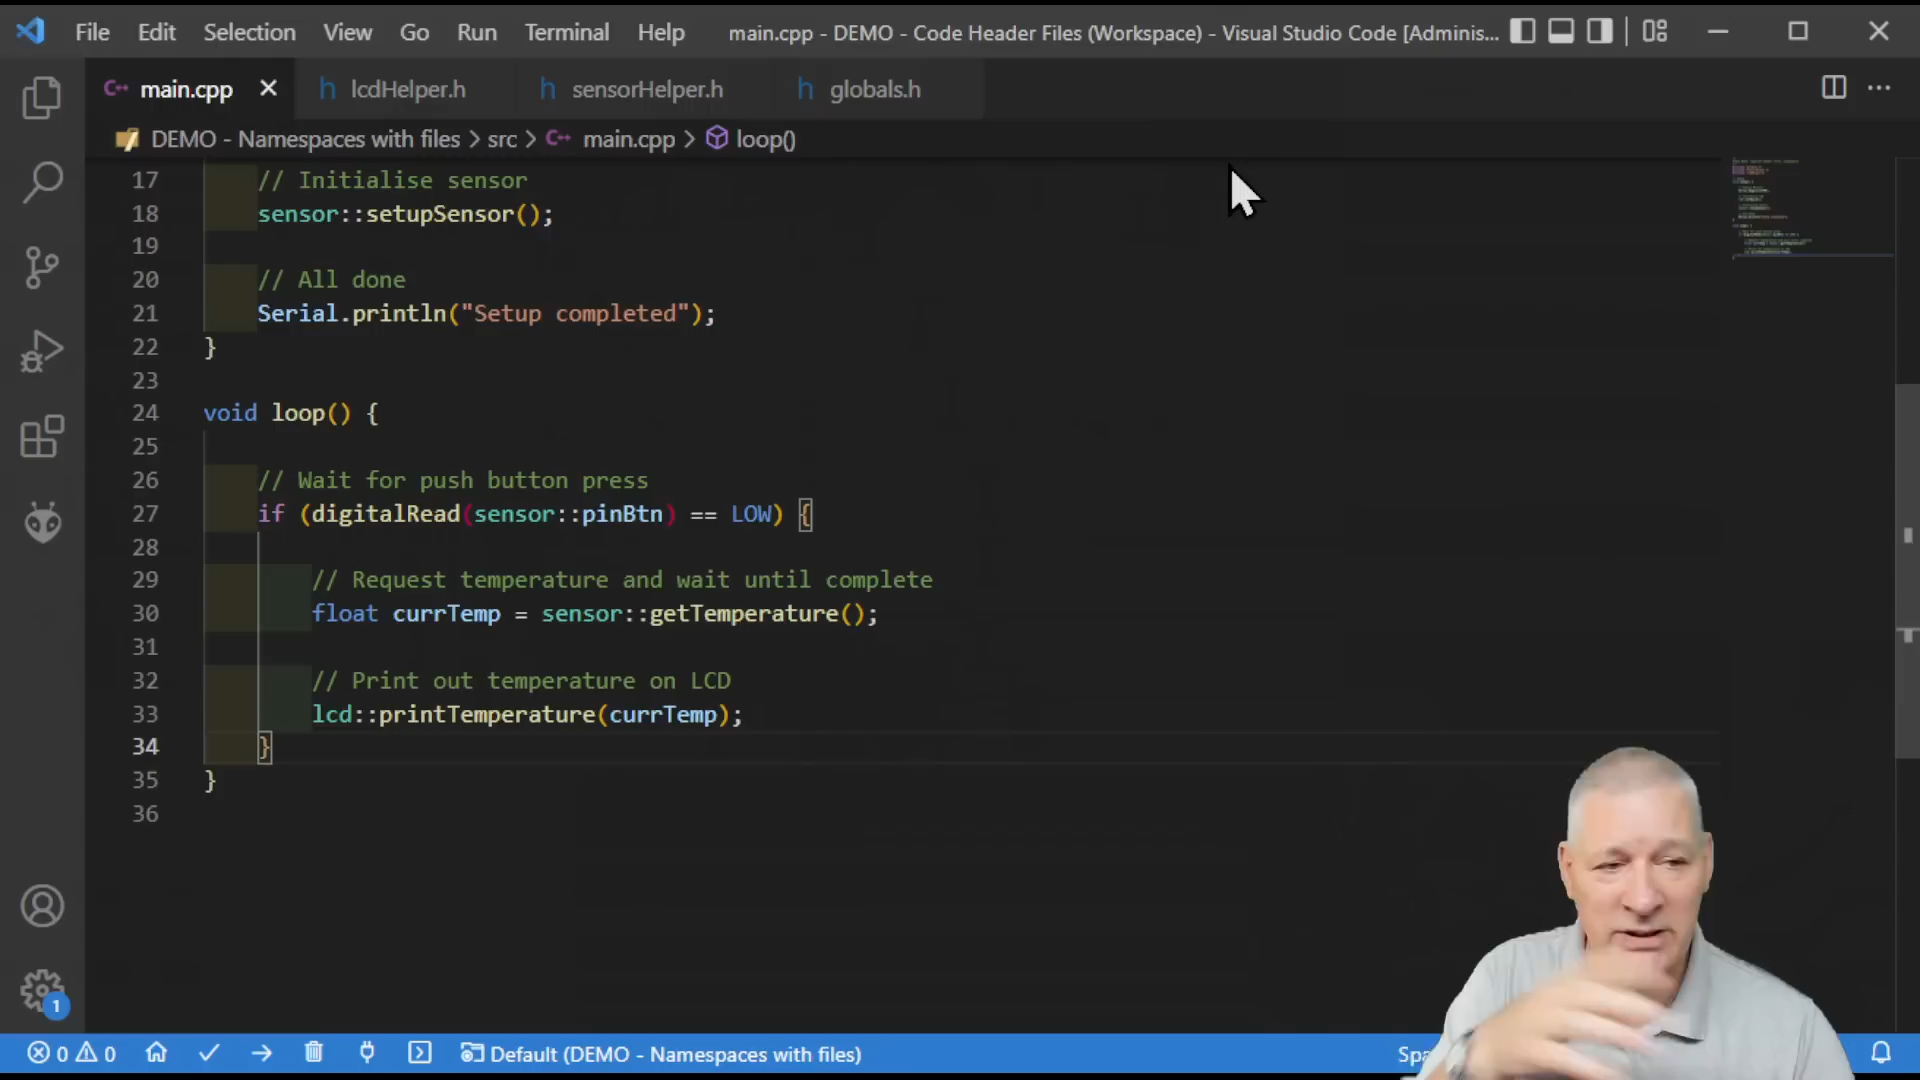 File Edit Selection View Go Run Terminal Help main.cpp - DEMO - Code Header Files (Workspace) - Visual Studio Code [Adminis...
main.cpp lcdHelper.h sensorHelper.h globals.h
DEMO - Namespaces with files > src > main.cpp > loop()
17 // Initialise sensor
18 sensor::setupSensor();
19
20 // All done
21 Serial.println("Setup completed");
22 }
23
24 void loop() {
25
26 // Wait for push button press
27 if (digitalRead(sensor::pinBtn) == LOW) {
28
29 // Request temperature and wait until complete
30 float currTemp = sensor::getTemperature();
31
32 // Print out temperature on LCD
33 lcd::printTemperature(currTemp);
34 }
35 }
36
1
0 0 Default (DEMO - Namespaces with files)